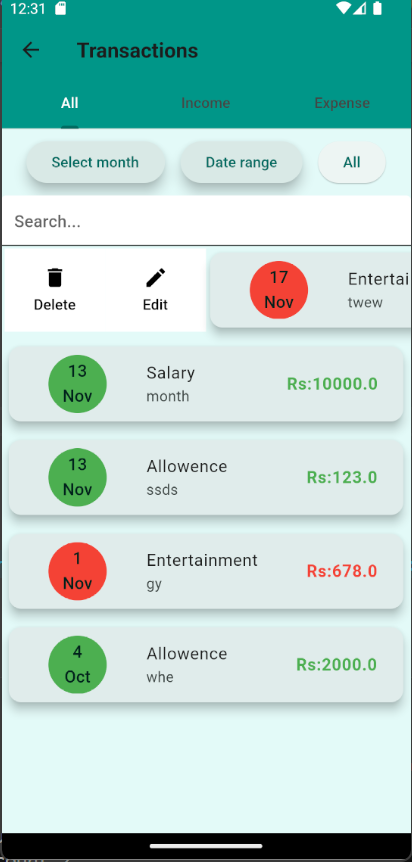 12:31
Transactions
All Income Expense
Select month Date range All
Search...
Delete Edit
17
Nov
Entertai
twew
13
Nov
Salary
month
Rs:10000.0
13
Nov
Allowence
ssds
Rs:123.0
1
Nov
Entertainment
gy
Rs:678.0
4
Oct
Allowence
whe
Rs:2000.0